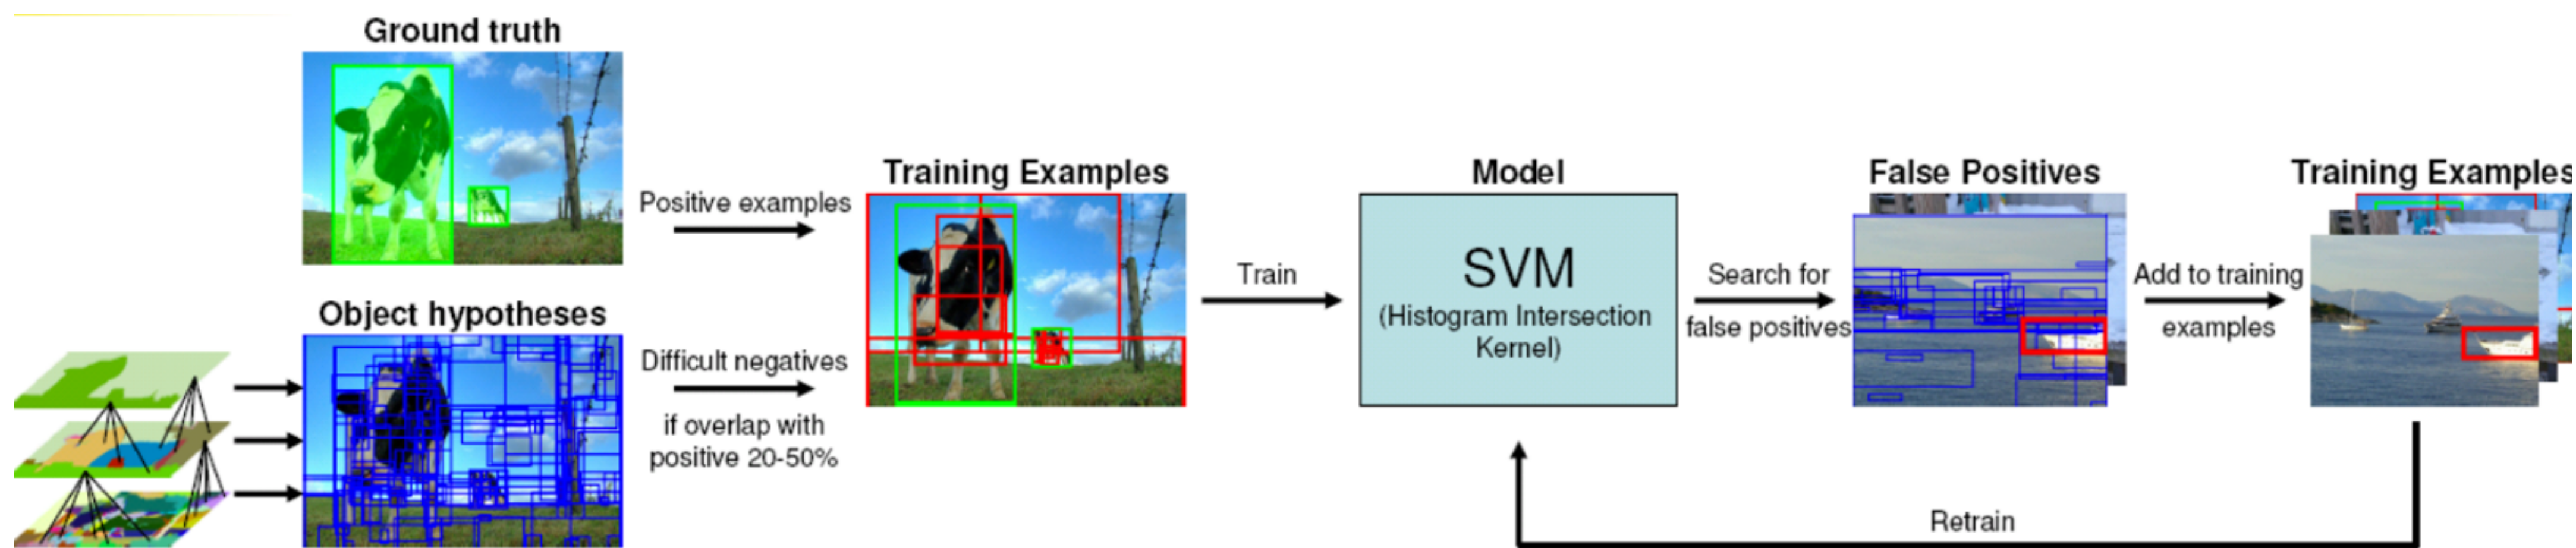 Ground truth
Positive examples
Object hypotheses
Difficult negatives
if overlap with
positive 20-50%
Training Examples
Train
Model
SVM
(Histogram Intersection
Kernel)
Search for
false positives
False Positives
Add to training
examples
Training Examples
Retrain